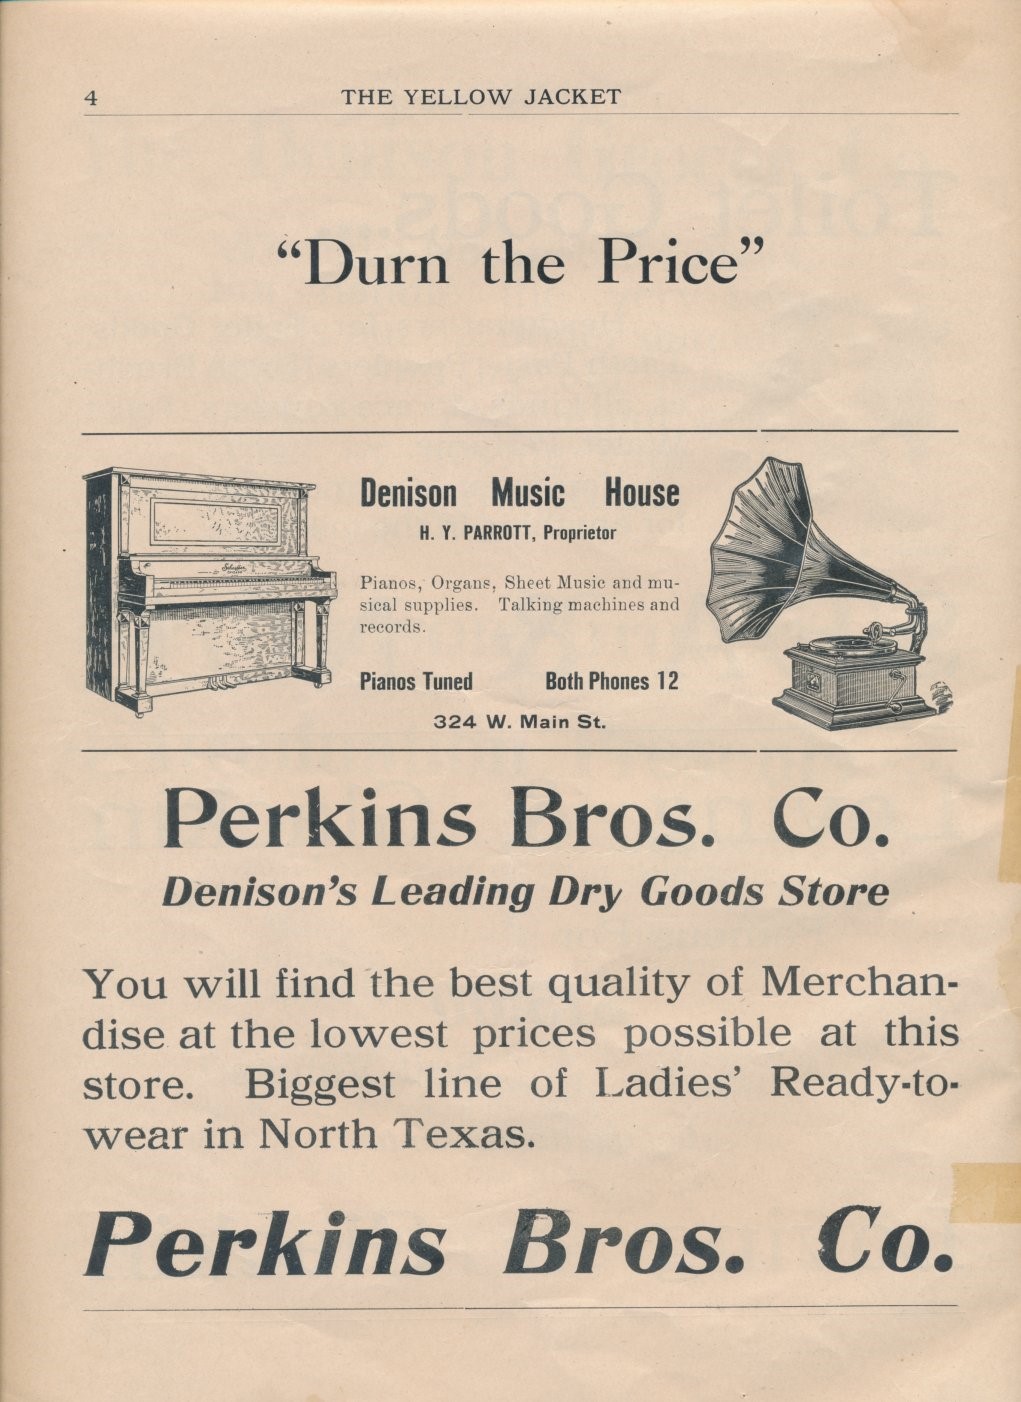 4 THE YELLOW JACKET
“Durn the Price”
Denison Music House
H. Y. PARROTT, Proprietor
Pianos, Organs, Sheet Music and mu-
sical supplies. Talking machines and
records.
Pianos Tuned Both Phones 12
324 W. Main St.
Perkins Bros. Co.
Denison’s Leading Dry Goods Store
You will find the best quality of Merchan-
dise at the lowest prices possible at this
store. Biggest line of Ladies’ Ready-to-
wear in North Texas.
Perkins Bros. Co.